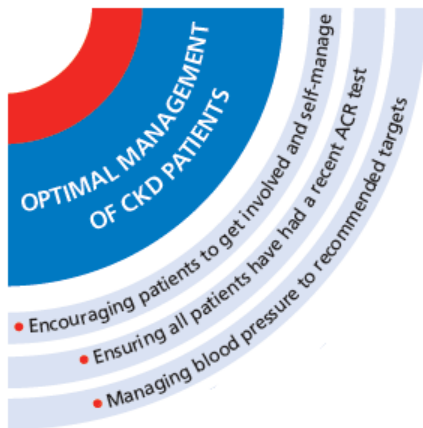 OPTIMAL MANAGEMENT
OF CKD PATIENTS
• Encouraging patients to get involved and self-manage
• Ensuring all patients have had a recent ACR test
• Managing blood pressure to recommended targets